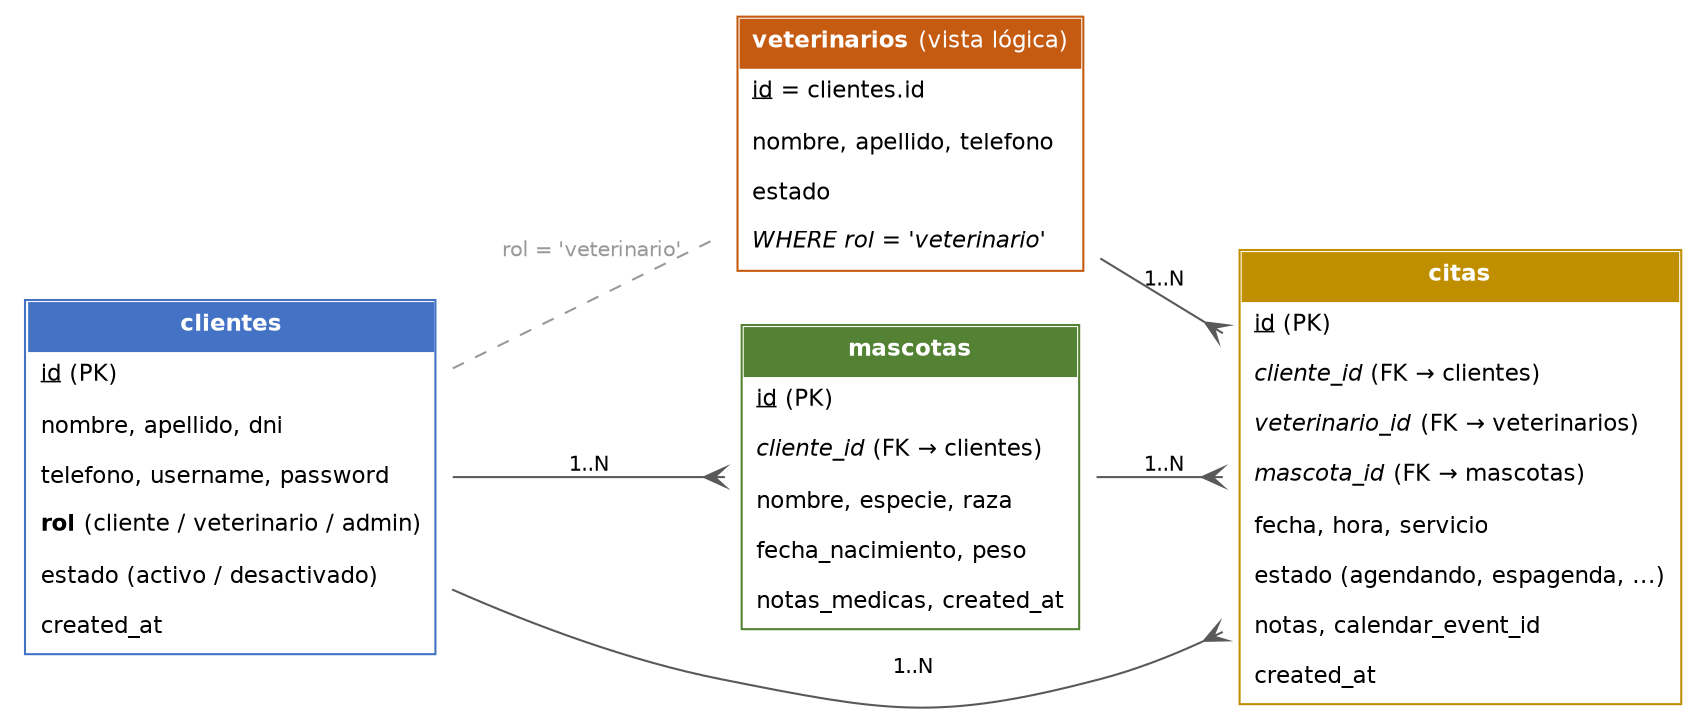 veterinarios (vista lógica)
id = clientes.id
nombre, apellido, telefono
estado
WHERE rol = 'veterinario'
rol = 'veterinario'
1..N
clientes
id (PK)
nombre, apellido, dni
telefono, username, password
rol (cliente / veterinario / admin)
estado (activo / desactivado)
created_at
1..N
mascotas
id (PK)
cliente_id (FK → clientes)
nombre, especie, raza
fecha_nacimiento, peso
notas_medicas, created_at
1..N
1..N
citas
id (PK)
cliente_id (FK → clientes)
veterinario_id (FK → veterinarios)
mascota_id (FK → mascotas)
fecha, hora, servicio
estado (agendando, espagenda, ...)
notas, calendar_event_id
created_at